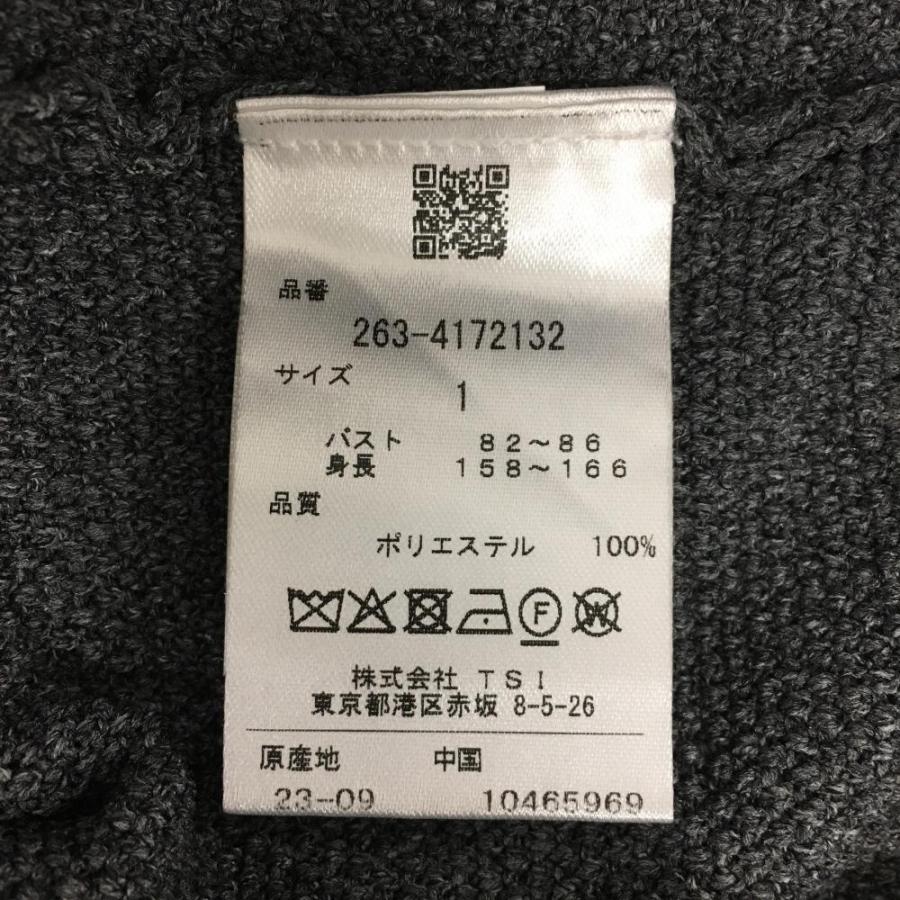 品番
263-4172132
サイズ
1
バスト 82~86
身長 158~166
品質
ポリエステル 100%
F W
株式会社 TSI
東京都港区赤坂 8-5-26
原産地 中国
23-09 10465969